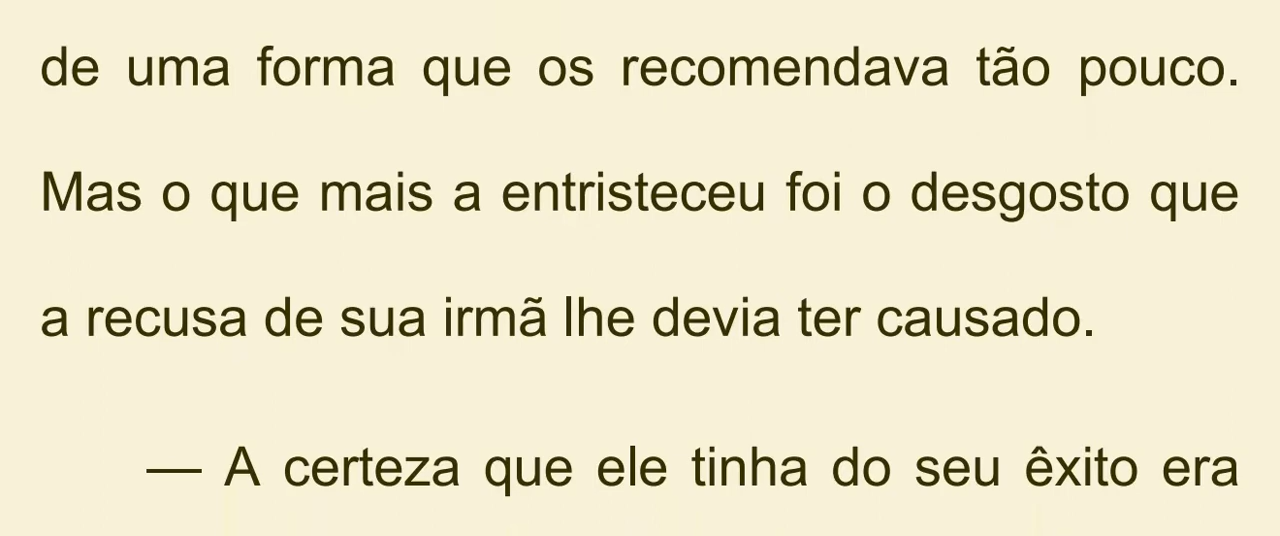 de uma forma que os recomendava tão pouco.
Mas o que mais a entristeceu foi o desgosto que
a recusa de sua irmã lhe devia ter causado.
— A certeza que ele tinha do seu êxito era